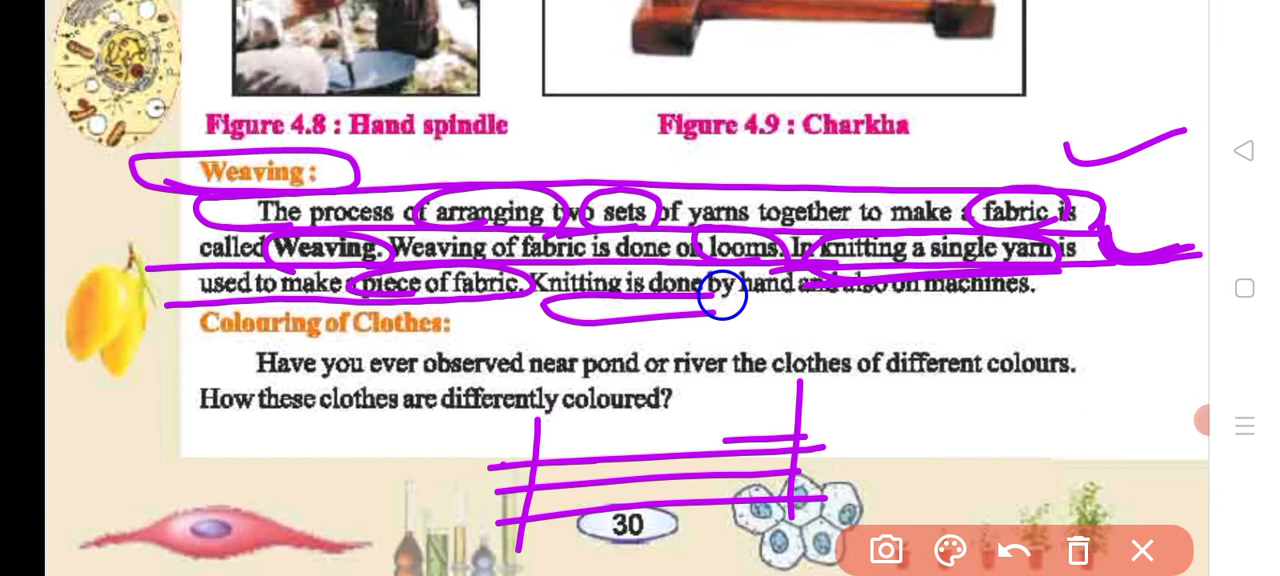 Figure 4.8 : Hand spindle
Figure 4.9 : Charkha
Weaving :
The process of arranging two sets of yarns together to make a fabric is
called Weaving. Weaving of fabric is done on looms. In knitting a single yarn is
used to make a piece of fabric. Knitting is done by hand and also on machines.
Colouring of Clothes:
Have you ever observed near pond or river the clothes of different colours.
How these clothes are differently coloured?
30